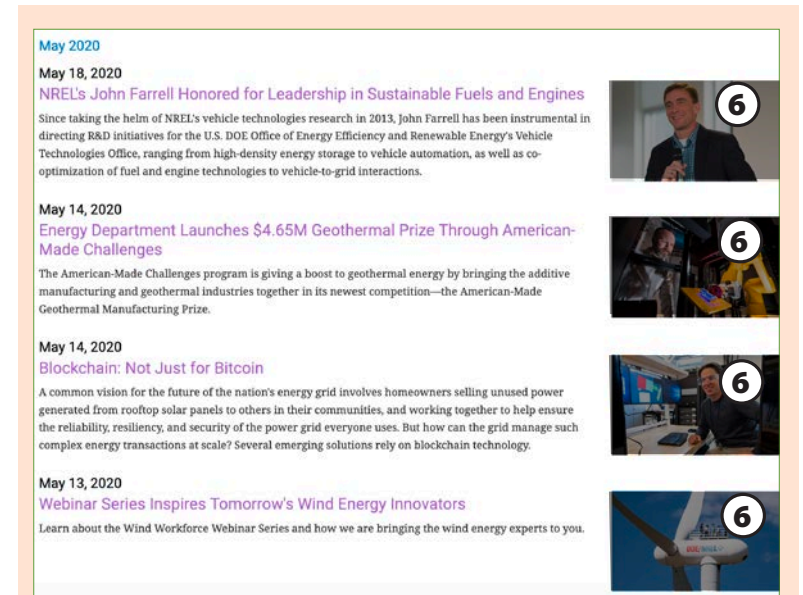 May 2020
May 18, 2020
NREL's John Farrell Honored for Leadership in Sustainable Fuels and Engines
Since taking the helm of NREL's vehicle technologies research in 2013, John Farrell has been instrumental in
directing R&D initiatives for the U.S. DOE Office of Energy Efficiency and Renewable Energy's Vehicle
Technologies Office, ranging from high-density energy storage to vehicle automation, as well as co-
optimization of fuel and engine technologies to vehicle-to-grid interactions.
6
May 14, 2020
Energy Department Launches $4.65M Geothermal Prize Through American-
Made Challenges
The American-Made Challenges program is giving a boost to geothermal energy by bringing the additive
manufacturing and geothermal industries together in its newest competition—the American-Made
Geothermal Manufacturing Prize.
6
May 14, 2020
Blockchain: Not Just for Bitcoin
A common vision for the future of the nation's energy grid involves homeowners selling unused power
generated from rooftop solar panels to others in their communities, and working together to help ensure
the reliability, resiliency, and security of the power grid everyone uses. But how can the grid manage such
complex energy transactions at scale? Several emerging solutions rely on blockchain technology.
6
May 13, 2020
Webinar Series Inspires Tomorrow's Wind Energy Innovators
Learn about the Wind Workforce Webinar Series and how we are bringing the wind energy experts to you.
6